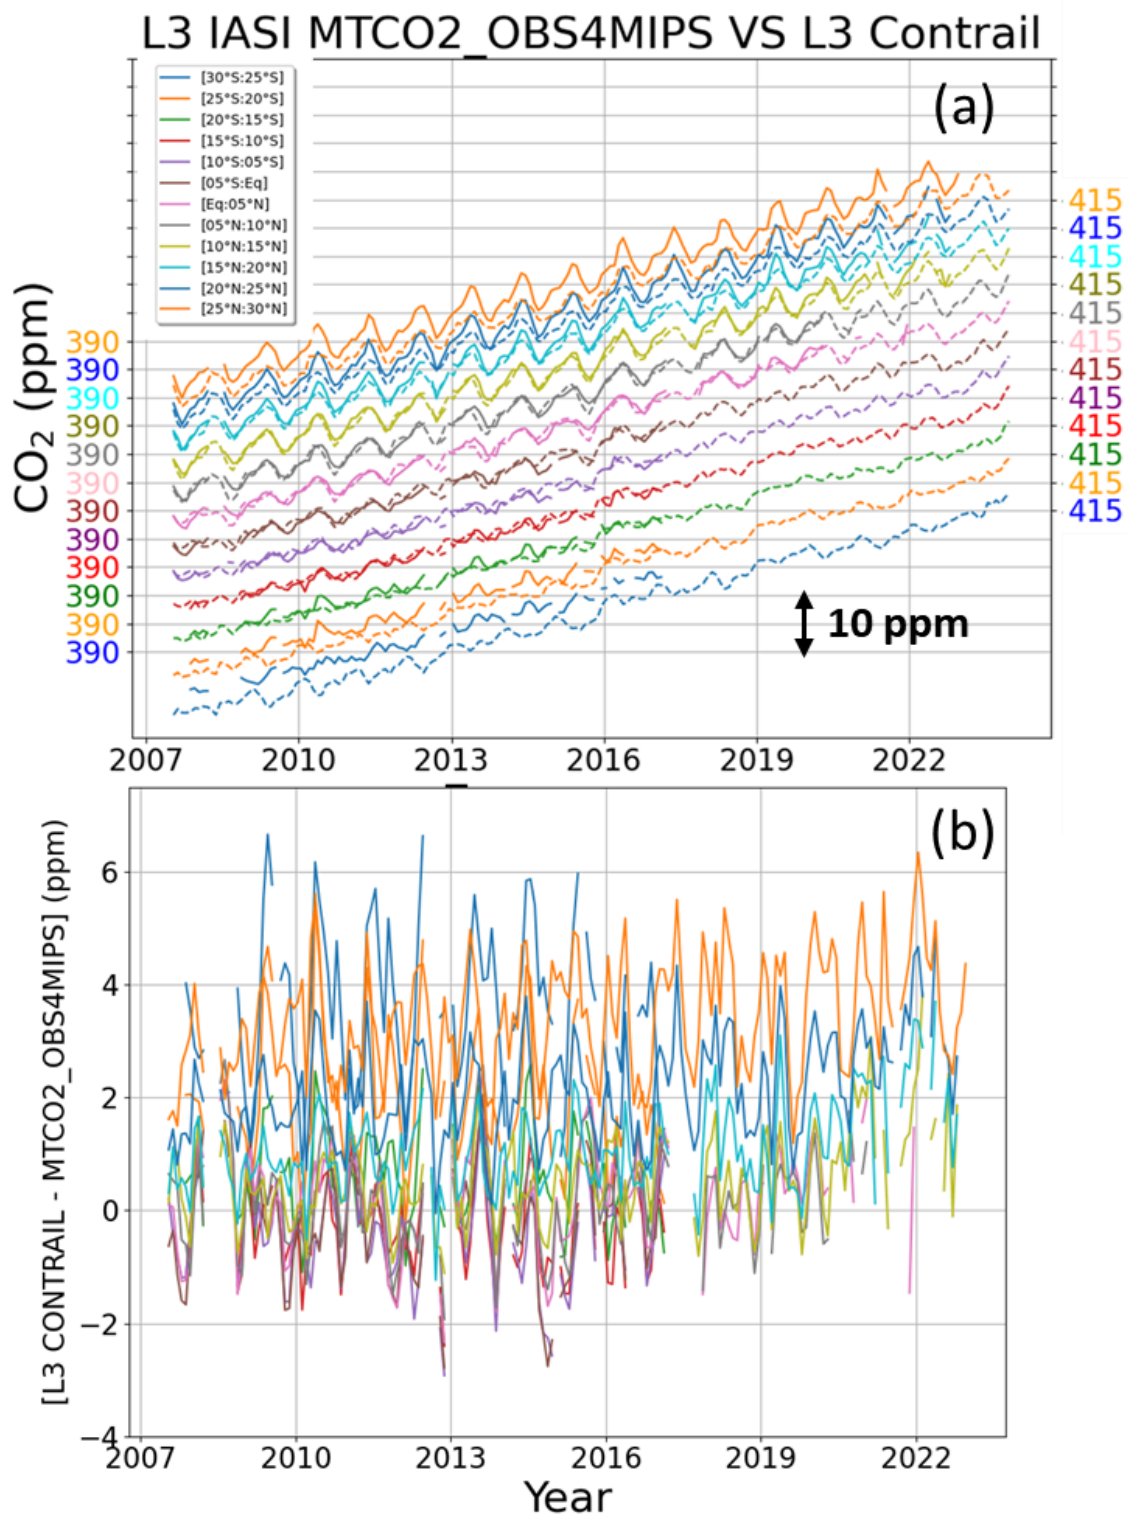 L3 IASI MTCO2_OBS4MIPS VS L3 Contrail
(a)
[30°S:25°S]
[25°S:20°S]
[20°S:15°S]
[15°S:10°S]
[10°S:05°S]
[05°S:Eq]
[Eq:05°N]
[05°N:10°N]
[10°N:15°N]
[15°N:20°N]
[20°N:25°N]
[25°N:30°N]
CO2 (ppm)
390
390
390
390
390
390
390
390
390
390
390
390
415
415
415
415
415
415
415
415
415
415
415
415
10 ppm
2007 2010 2013 2016 2019 2022
(b)
[L3 CONTRAIL - MTCO2_OBS4MIPS] (ppm)
6
4
2
0
−2
−4
2007 2010 2013 2016 2019 2022
Year